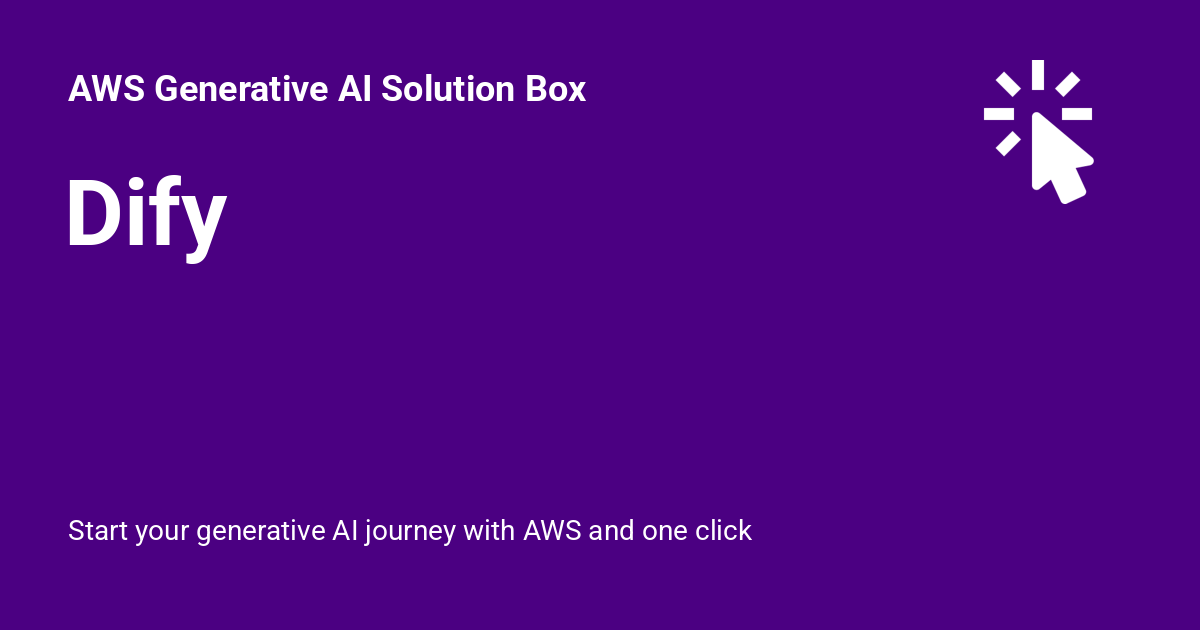 AWS Generative AI Solution Box
Dify
Start your generative AI journey with AWS and one click